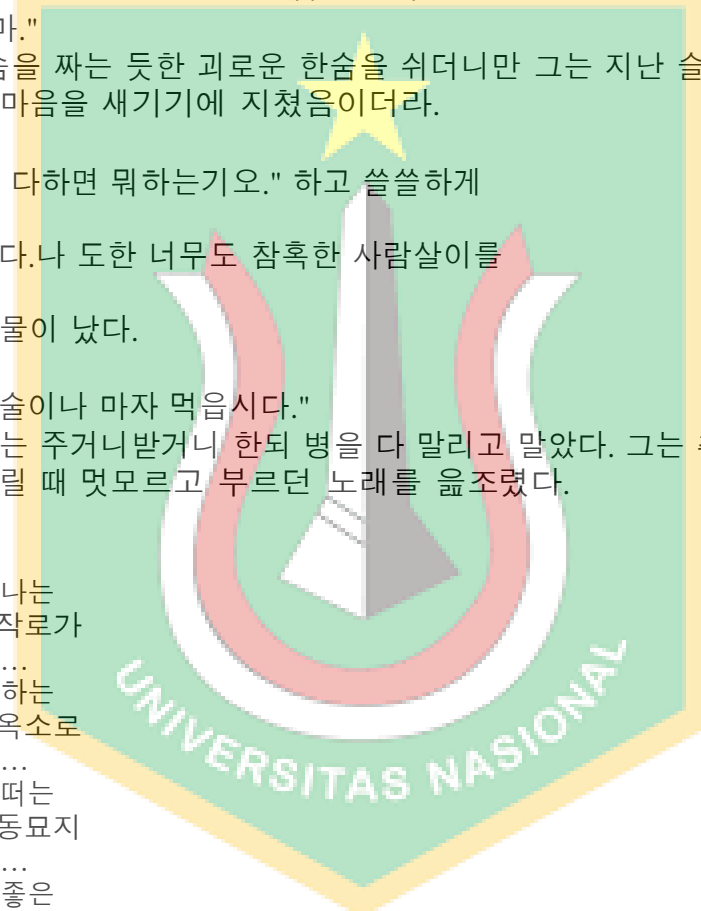 마."
을 짜는 듯한 괴로운 한숨을 쉬더니만 그는 지난
마음을 새기기에 지쳤음이더라.
다하면 뭐하는기오." 하고 쓸쓸하게
다.나 도한 너무도 참혹한 사람살이를
물이 났다.
술이나 마자 먹읍시다."
는 주거니받거니 한되 병을 다 말리고 말았다. 그는
릴 때 멋모르고 부르던 노래를 읊조렸다.
나는
작로가
…
하는
옥소로
…
떠는
동묘지
…
좋은
UNIVERSITAS NASIONAL